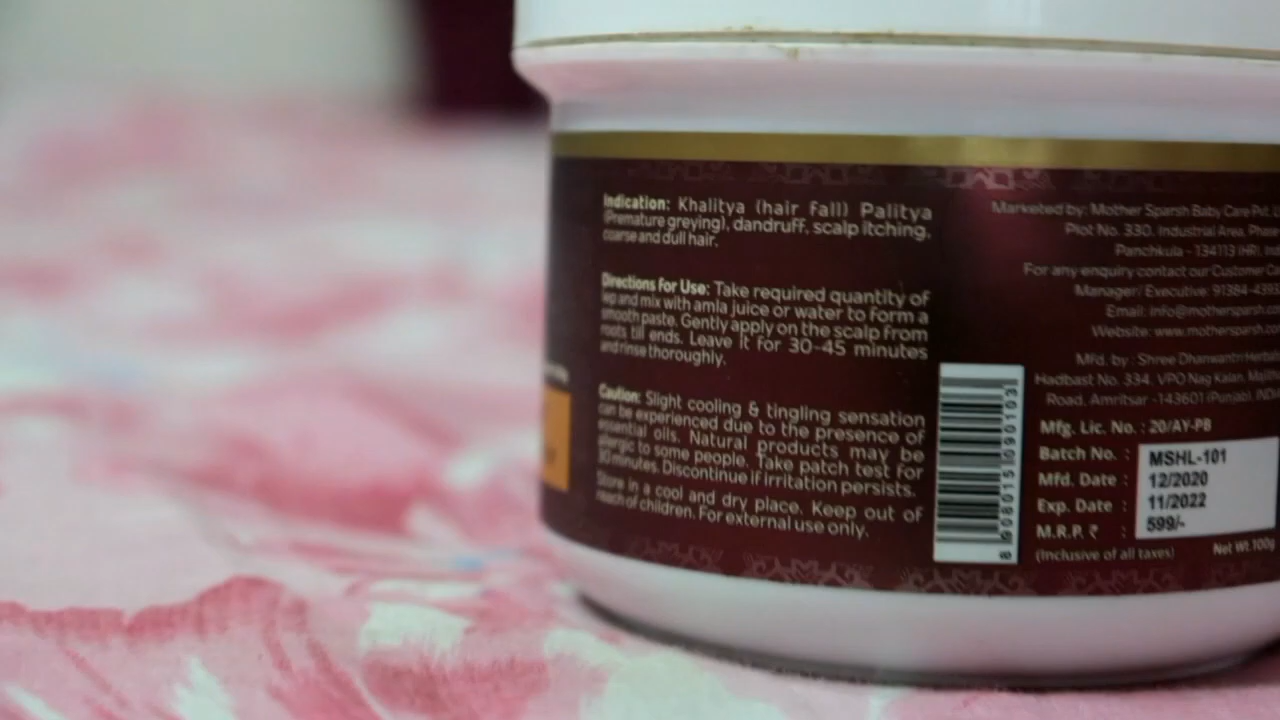 Indication: Khalitya (hair Fall) Palitya
(Premature greying), dandruff, scalp itching,
coarse and dull hair.
Directions for Use: Take required quantity of
lep and mix with amla juice or water to form a
smooth paste. Gently apply on the scalp from
roots till ends. Leave it for 30-45 minutes
and rinse thoroughly.
Caution: Slight cooling & tingling sensation
can be experienced due to the presence of
essential oils. Natural products may be
allergic to some people. Take patch test for
30 minutes. Discontinue if irritation persists.
Store in a cool and dry place. Keep out of
reach of children. For external use only.
Marketed by: Mother Sparsh Baby Care Pvt.
Plot No. 330, Industrial Area, Phase
Panchkula - 134113 (HR),
For any enquiry contact our Customer
Manager/ Executive: 91384-4393
Email: info@mothersparsh.co
Website: www.mothersparsh.co
Mfd. by : Shree Dhanwantri Herbal
Hadbast No. 334, VPO Nag Kalan,
Road, Amritsar -143601 (Punjab),
Mfg. Lic. No. : 20/AY-PB
Batch No. : MSHL-101
Mfd. Date : 12/2020
Exp. Date : 11/2022
M.R.P. ₹ : 599/-
(Inclusive of all taxes) Net Wt. 100g